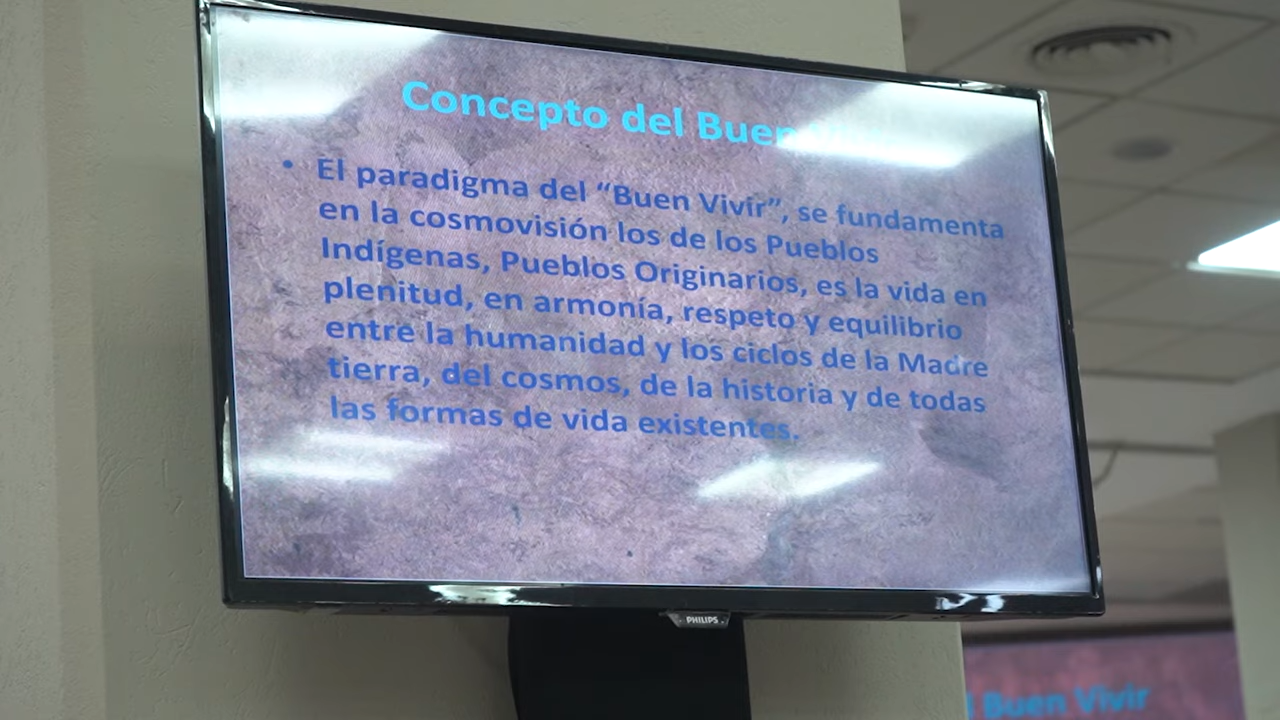 Concepto del Buen Vivir
• El paradigma del “Buen Vivir”, se fundamenta
en la cosmovisión los de los Pueblos
Indígenas, Pueblos Originarios, es la vida en
plenitud, en armonía, respeto y equilibrio
entre la humanidad y los ciclos de la Madre
tierra, del cosmos, de la historia y de todas
las formas de vida existentes.
PHILIPS
l Buen Vivir